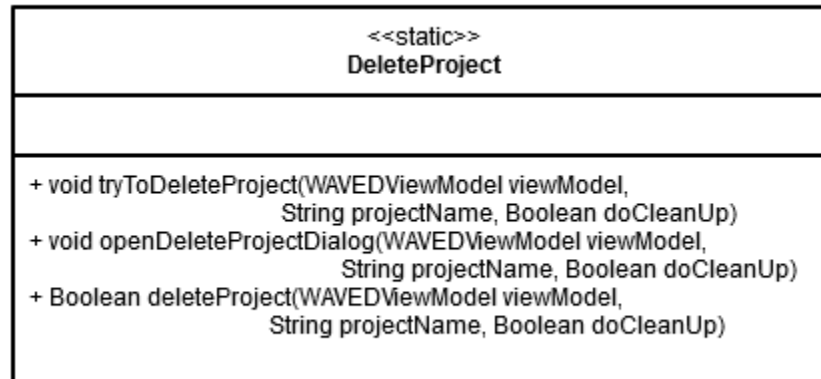 <<static>>
DeleteProject
+ void tryToDeleteProject(WAVEDViewModel viewModel,
String projectName, Boolean doCleanUp)
+ void openDeleteProjectDialog(WAVEDViewModel viewModel,
String projectName, Boolean doCleanUp)
+ Boolean deleteProject(WAVEDViewModel viewModel,
String projectName, Boolean doCleanUp)